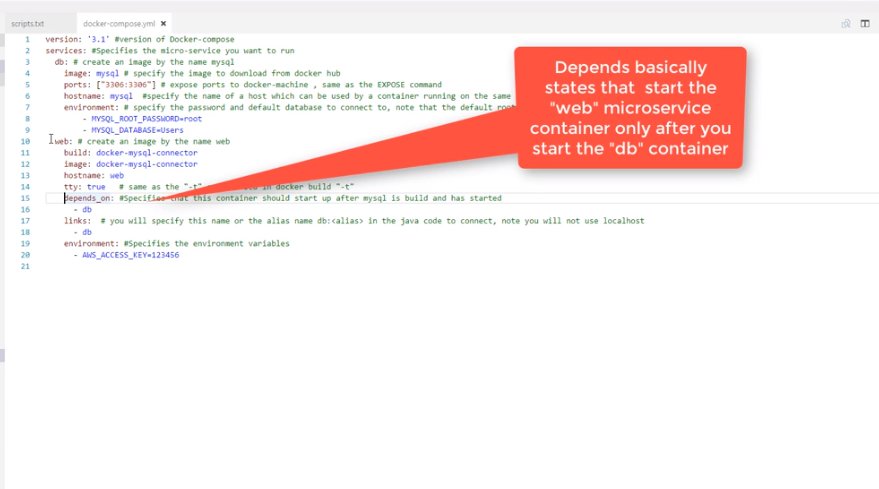 scripts.txt
docker-compose.yml ×
1 version: '3.1' #version of Docker-compose
2 services: #Specifies the micro-service you want to run
3 db: # create an image by the name mysql
4 image: mysql # specify the image to download from docker hub
5 ports: ["3306:3306"] # expose ports to docker-machine , same as the EXPOSE command
6 hostname: mysql #specify the name of a host which can be used by a container running on the same
7 environment: # specify the password and default database to connect to, note that the default root
8 - MYSQL_ROOT_PASSWORD=root
9 - MYSQL_DATABASE=Users
10 web: # create an image by the name web
11 build: docker-mysql-connector
12 image: docker-mysql-connector
13 hostname: web
14 tty: true # same as the "-t" in docker build "-t"
15 depends_on: #Specifies that this container should start up after mysql is build and has started
16 - db
17 links: # you will specify this name or the alias name db:<alias> in the java code to connect, note you will not use localhost
18 - db
19 environment: #Specifies the environment variables
20 - AWS_ACCESS_KEY=123456
21
Depends basically
states that start the
"web" microservice
container only after you
start the "db" container